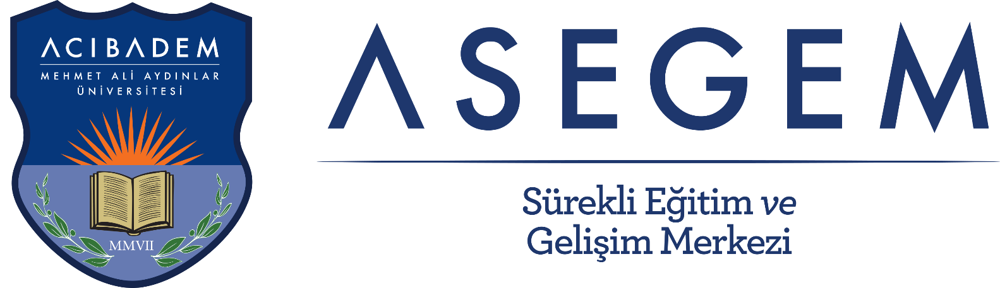 ACIBADEM
MEHMET ALİ AYDINLAR
ÜNİVERSİTESİ
MMVII
ASEGEM
Sürekli Eğitim ve
Gelişim Merkezi